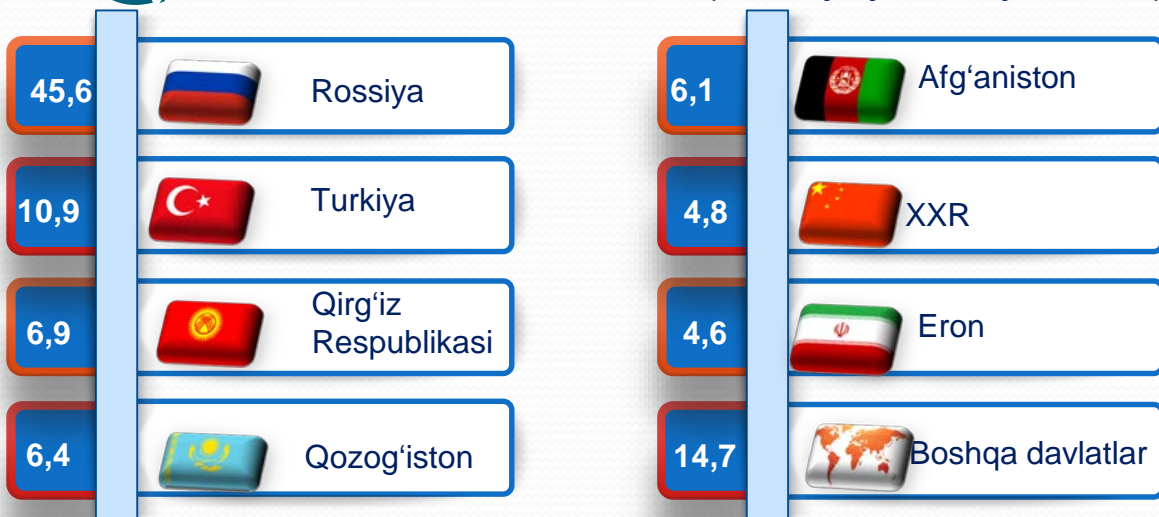 45,6
Rossiya
10,9
Turkiya
6,9
Qirg‘iz
Respublikasi
6,4
Qozog‘iston
6,1
Afg‘aniston
4,8
XXR
4,6
Eron
14,7
Boshqa davlatlar